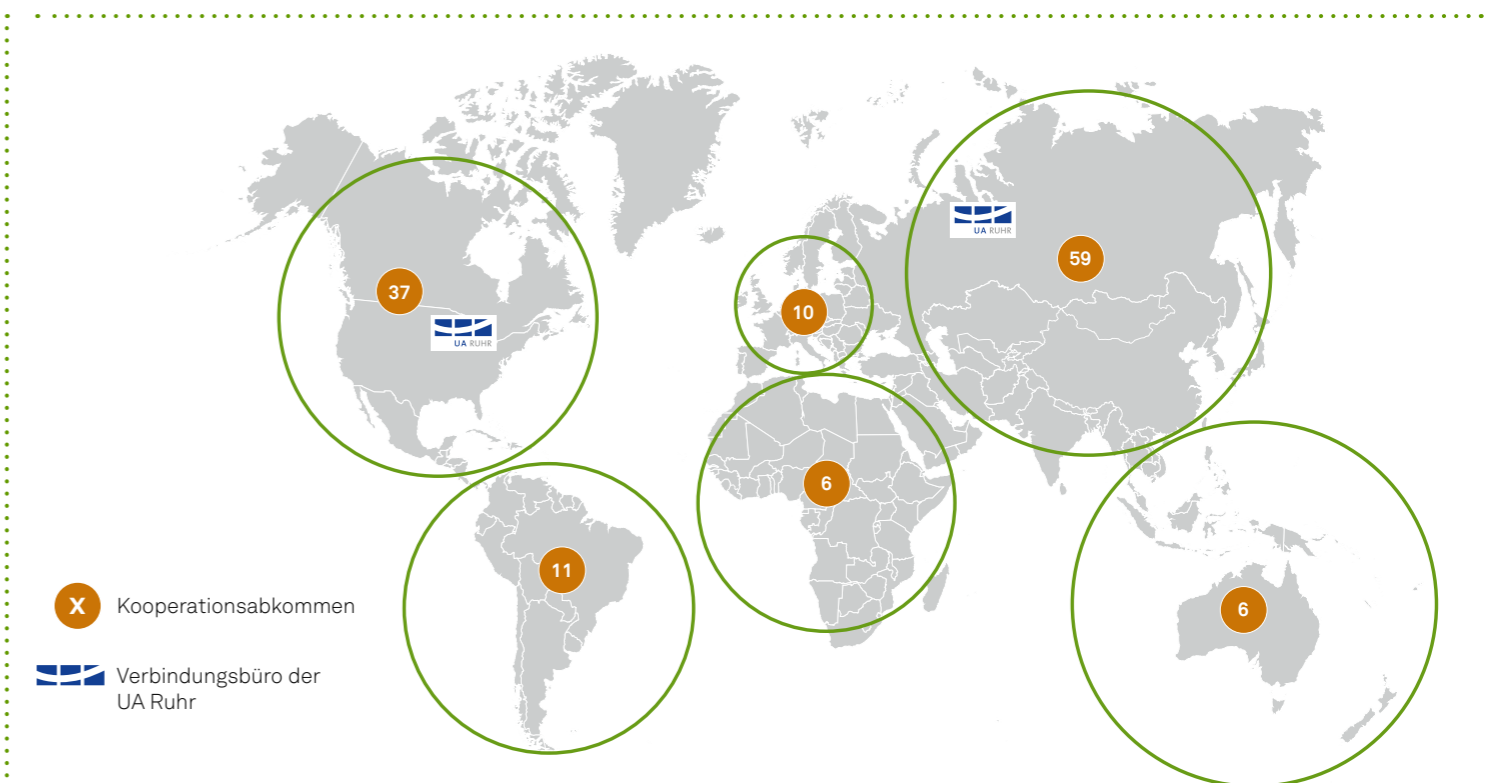 UA RUHR
59
37
10
UA RUHR
6
11
X Kooperationsabkommen
6
Verbindungsbüro der
UA Ruhr